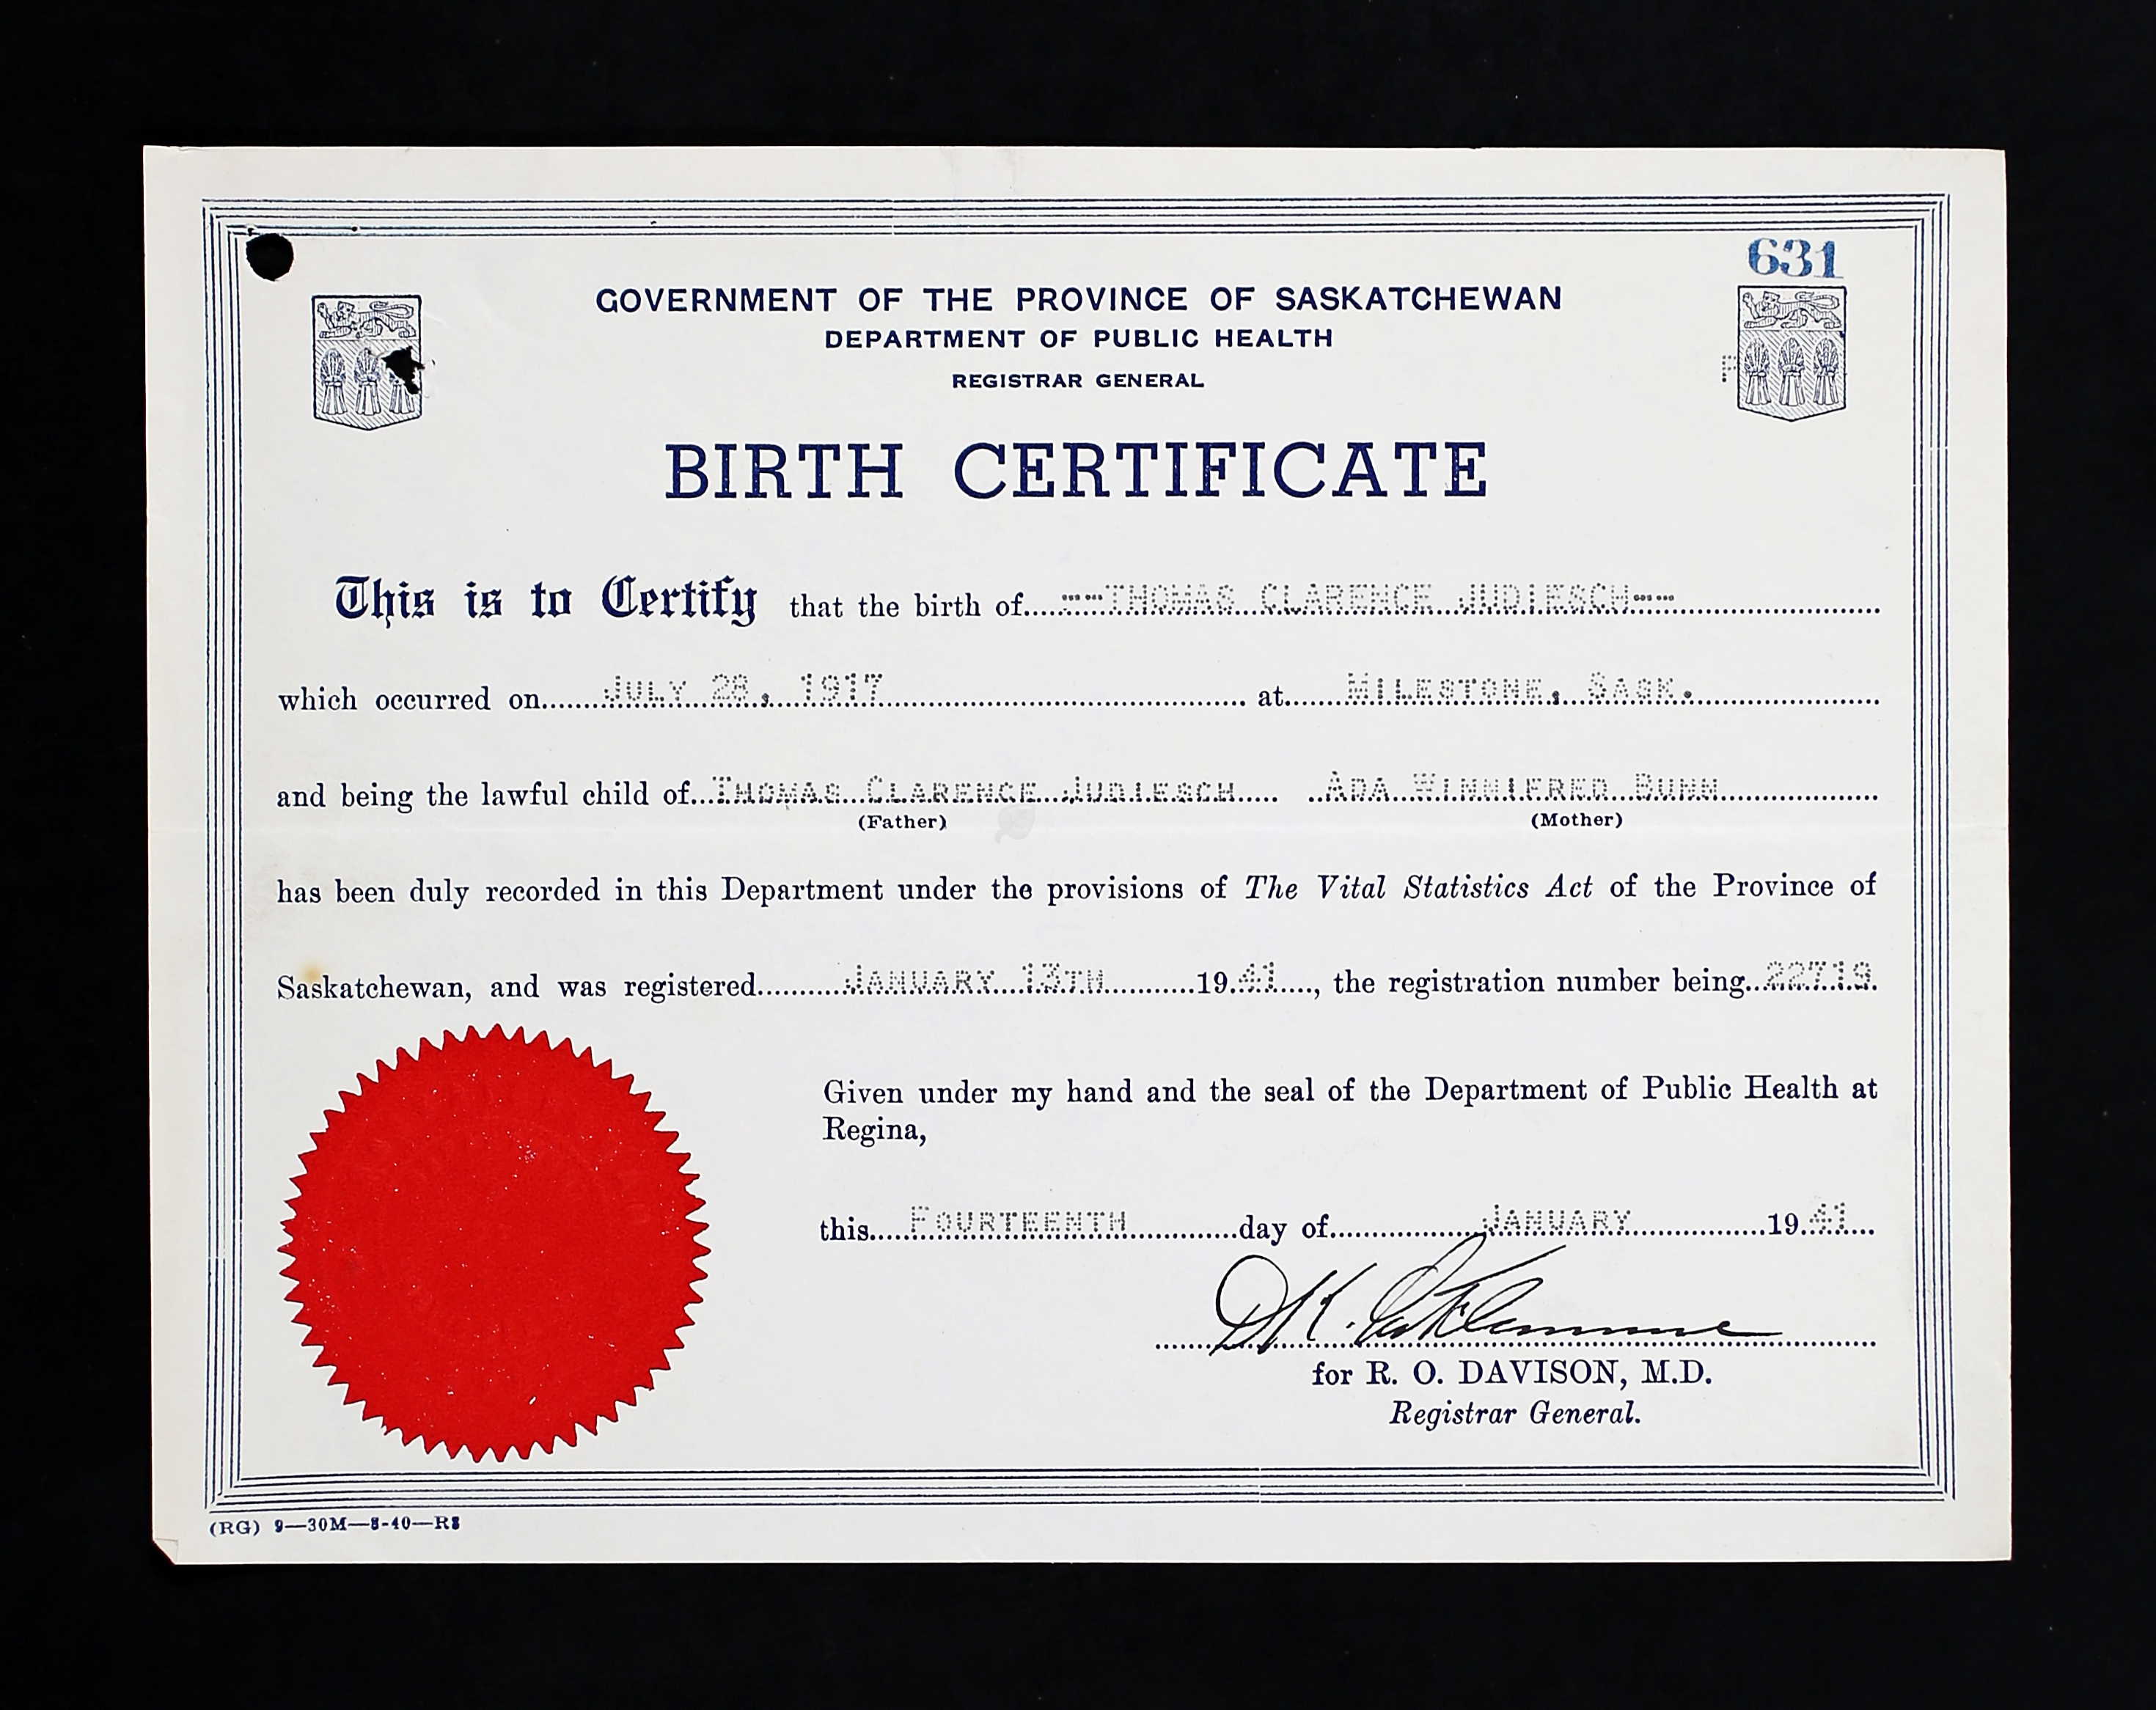 631
GOVERNMENT OF THE PROVINCE OF SASKATCHEWAN
DEPARTMENT OF PUBLIC HEALTH
REGISTRAR GENERAL
BIRTH CERTIFICATE
This is to Certify that the birth of THOMAS CLARENCE JUDIESCH
which occurred on JULY 28, 1917 at MILESTONE, SASK.
and being the lawful child of THOMAS CLARENCE JUDIESCH ADA WINNIFRED BUNN
(Father) (Mother)
has been duly recorded in this Department under the provisions of The Vital Statistics Act of the Province of
Saskatchewan, and was registered JANUARY 13TH 19 41, the registration number being 22719
Given under my hand and the seal of the Department of Public Health at
Regina,
this FOURTEENTH day of JANUARY 19 41
for R. O. DAVISON, M.D.
Registrar General.
(RG) 9—30M—8-40—R8